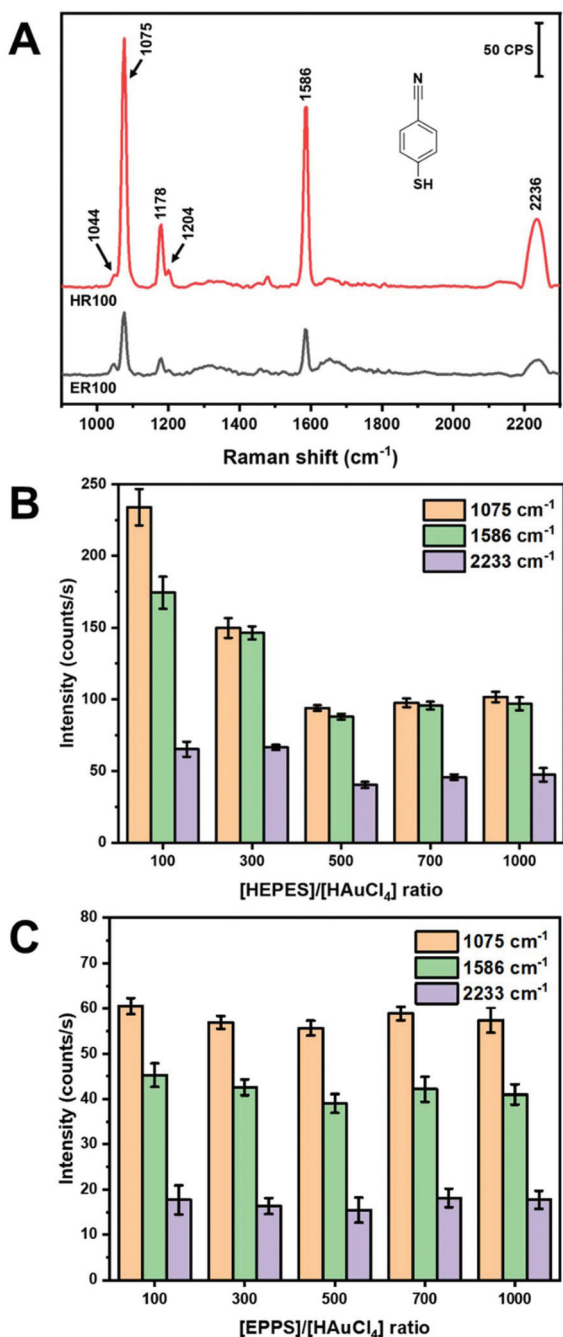 A
1075
50 CPS
1586
N
SH
1178
1204
1044
2236
HR100
ER100
1000 1200 1400 1600 1800 2000 2200
Raman shift (cm⁻¹)
B
250
200
150
100
50
0
Intensity (counts/s)
1075 cm⁻¹
1586 cm⁻¹
2233 cm⁻¹
100 300 500 700 1000
[HEPES]/[HAuCl₄] ratio
C
80
70
60
50
40
30
20
10
0
Intensity (counts/s)
1075 cm⁻¹
1586 cm⁻¹
2233 cm⁻¹
100 300 500 700 1000
[EPPS]/[HAuCl₄] ratio